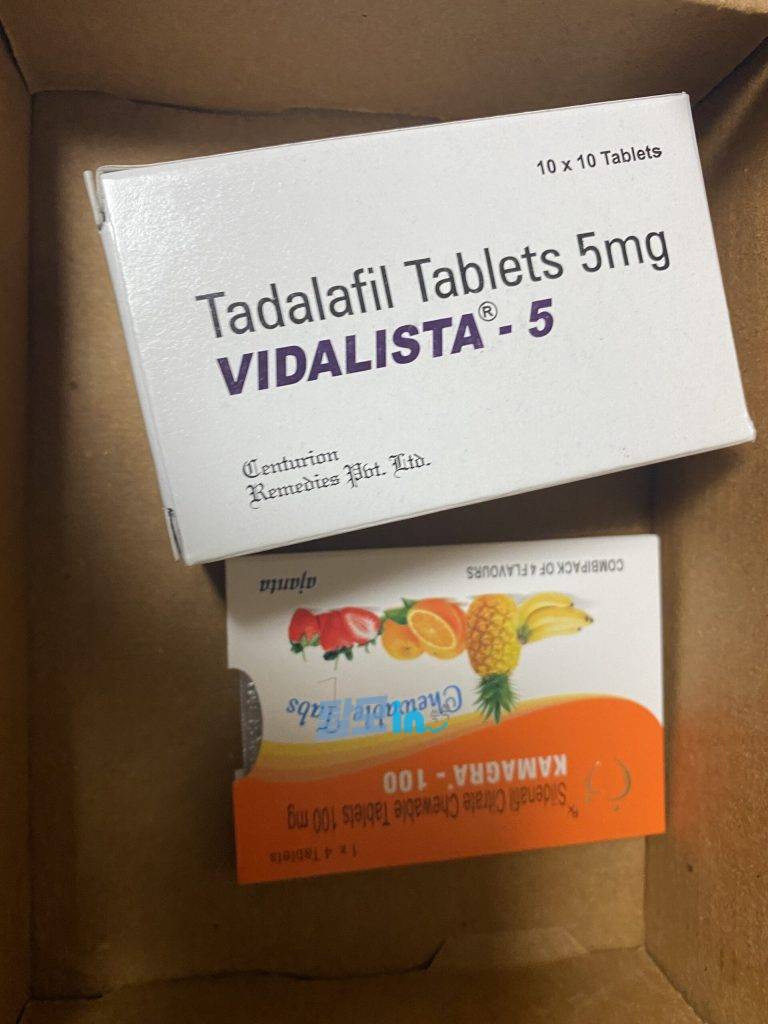 10 x 10 Tablets
Tadalafil Tablets 5mg
VIDALISTA® - 5
Centurion
Remedies Pvt. Ltd.
1 x 4 Tablets
Rx
Sildenafil Citrate Chewable Tablets 100 mg
KAMAGRA - 100
Chewable Tabs
COMBIPACK OF 4 FLAVOURS
ajanta